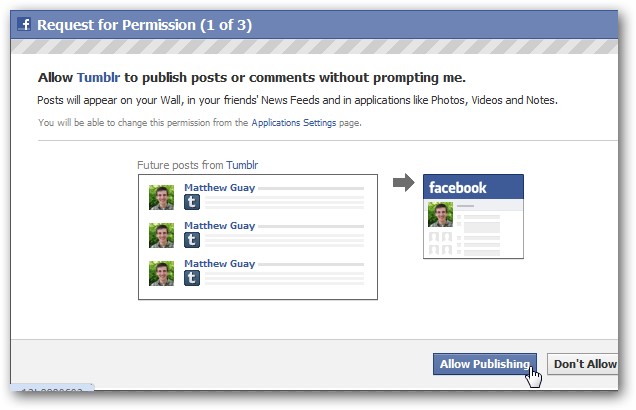 Request for Permission (1 of 3)
Allow Tumblr to publish posts or comments without prompting me.
Posts will appear on your Wall, in your friends' News Feeds and in applications like Photos, Videos and Notes.
You will be able to change this permission from the Applications Settings page.
Future posts from Tumblr
Matthew Guay
Matthew Guay
Matthew Guay
facebook
Allow Publishing
Don't Allow